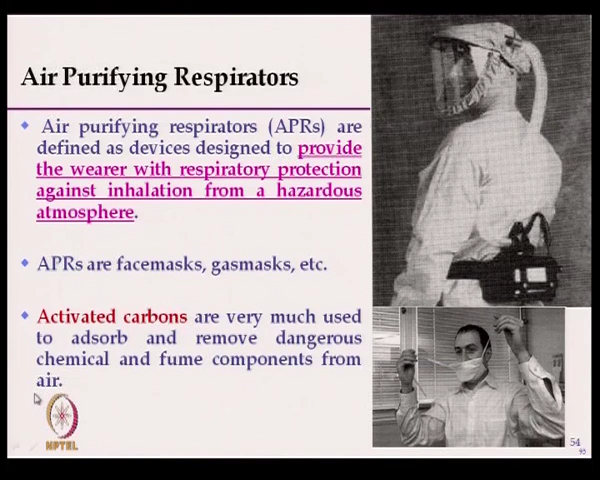 Air Purifying Respirators
Air purifying respirators (APRs) are
defined as devices designed to provide
the wearer with respiratory protection
against inhalation from a hazardous
atmosphere.
APRs are facemasks, gasmasks, etc.
Activated carbons are very much used
to adsorb and remove dangerous
chemical and fume components from
air.
NPTEL
54
95